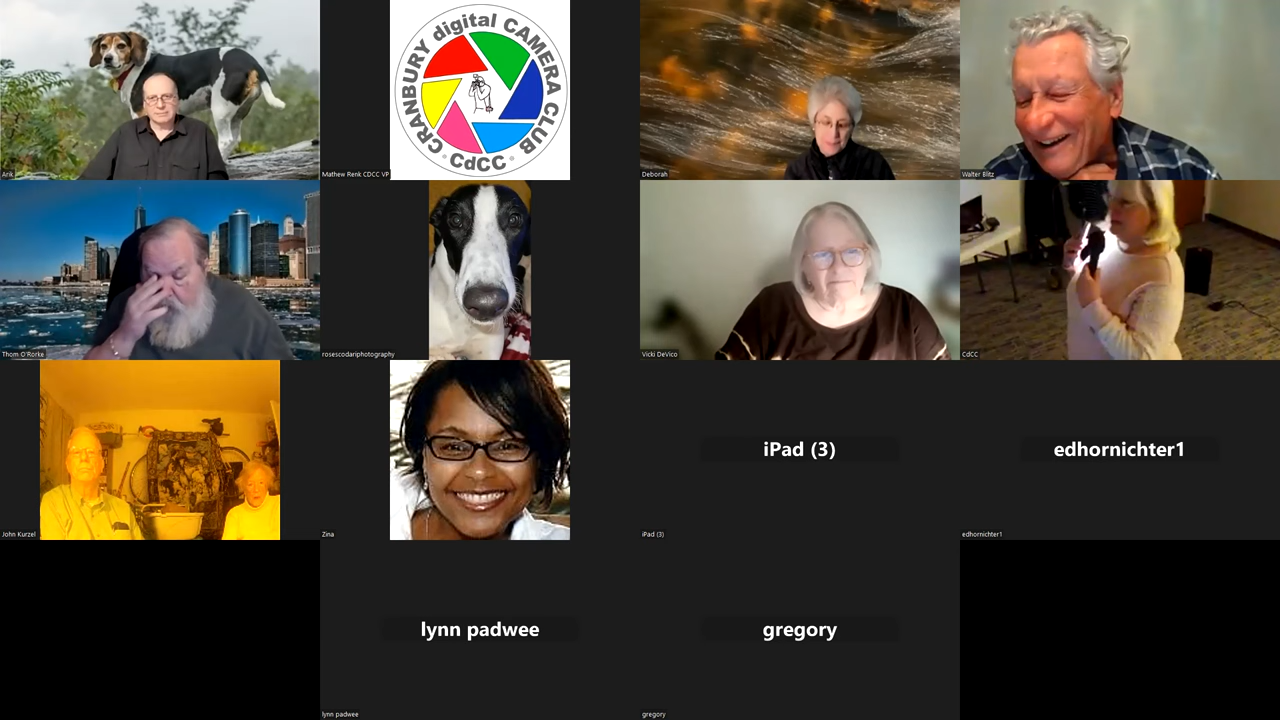 Arik
CRANBURY digital CAMERA CLUB
• CdCC •
Mathew Renk CDCC VP
Deborah
Walter Blitz
Thom O'Rorke
rosescodariphotography
Vicki DeVico
CdCC
John Kurzel
Zina
iPad (3)
iPad (3)
edhornichter1
edhornichter1
lynn padwee
lynn padwee
gregory
gregory